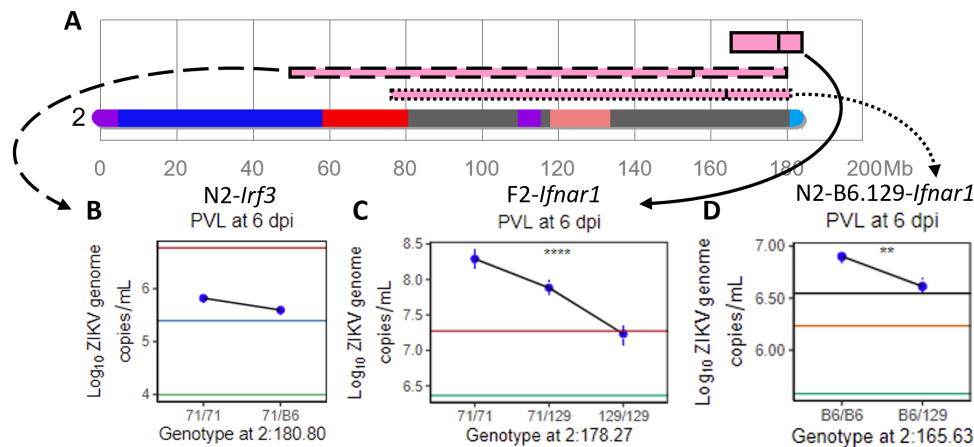 A
2
0 20 40 60 80 100 120 140 160 180 200Mb
B
N2-Irf3
PVL at 6 dpi
Log10 ZIKV genome
copies/mL
6
5
4
71/71 71/B6
Genotype at 2:180.80
C
F2-Ifnar1
PVL at 6 dpi
Log10 ZIKV genome
copies/mL
8.5
8.0
7.5
7.0
6.5
****
71/71 71/129 129/129
Genotype at 2:178.27
D
N2-B6.129-Ifnar1
PVL at 6 dpi
Log10 ZIKV genome
copies/mL
7.00
6.50
6.00
**
B6/B6 B6/129
Genotype at 2:165.63